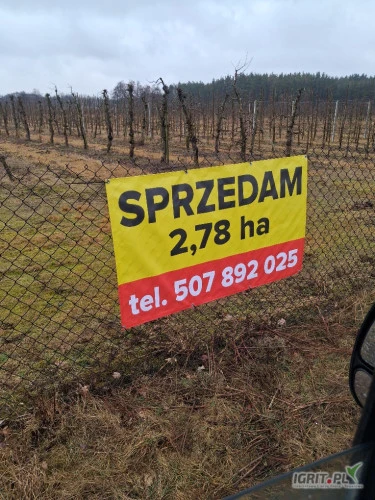 SPRZEDAM
2,78 ha
tel. 507 892 025
IGRIT.PL